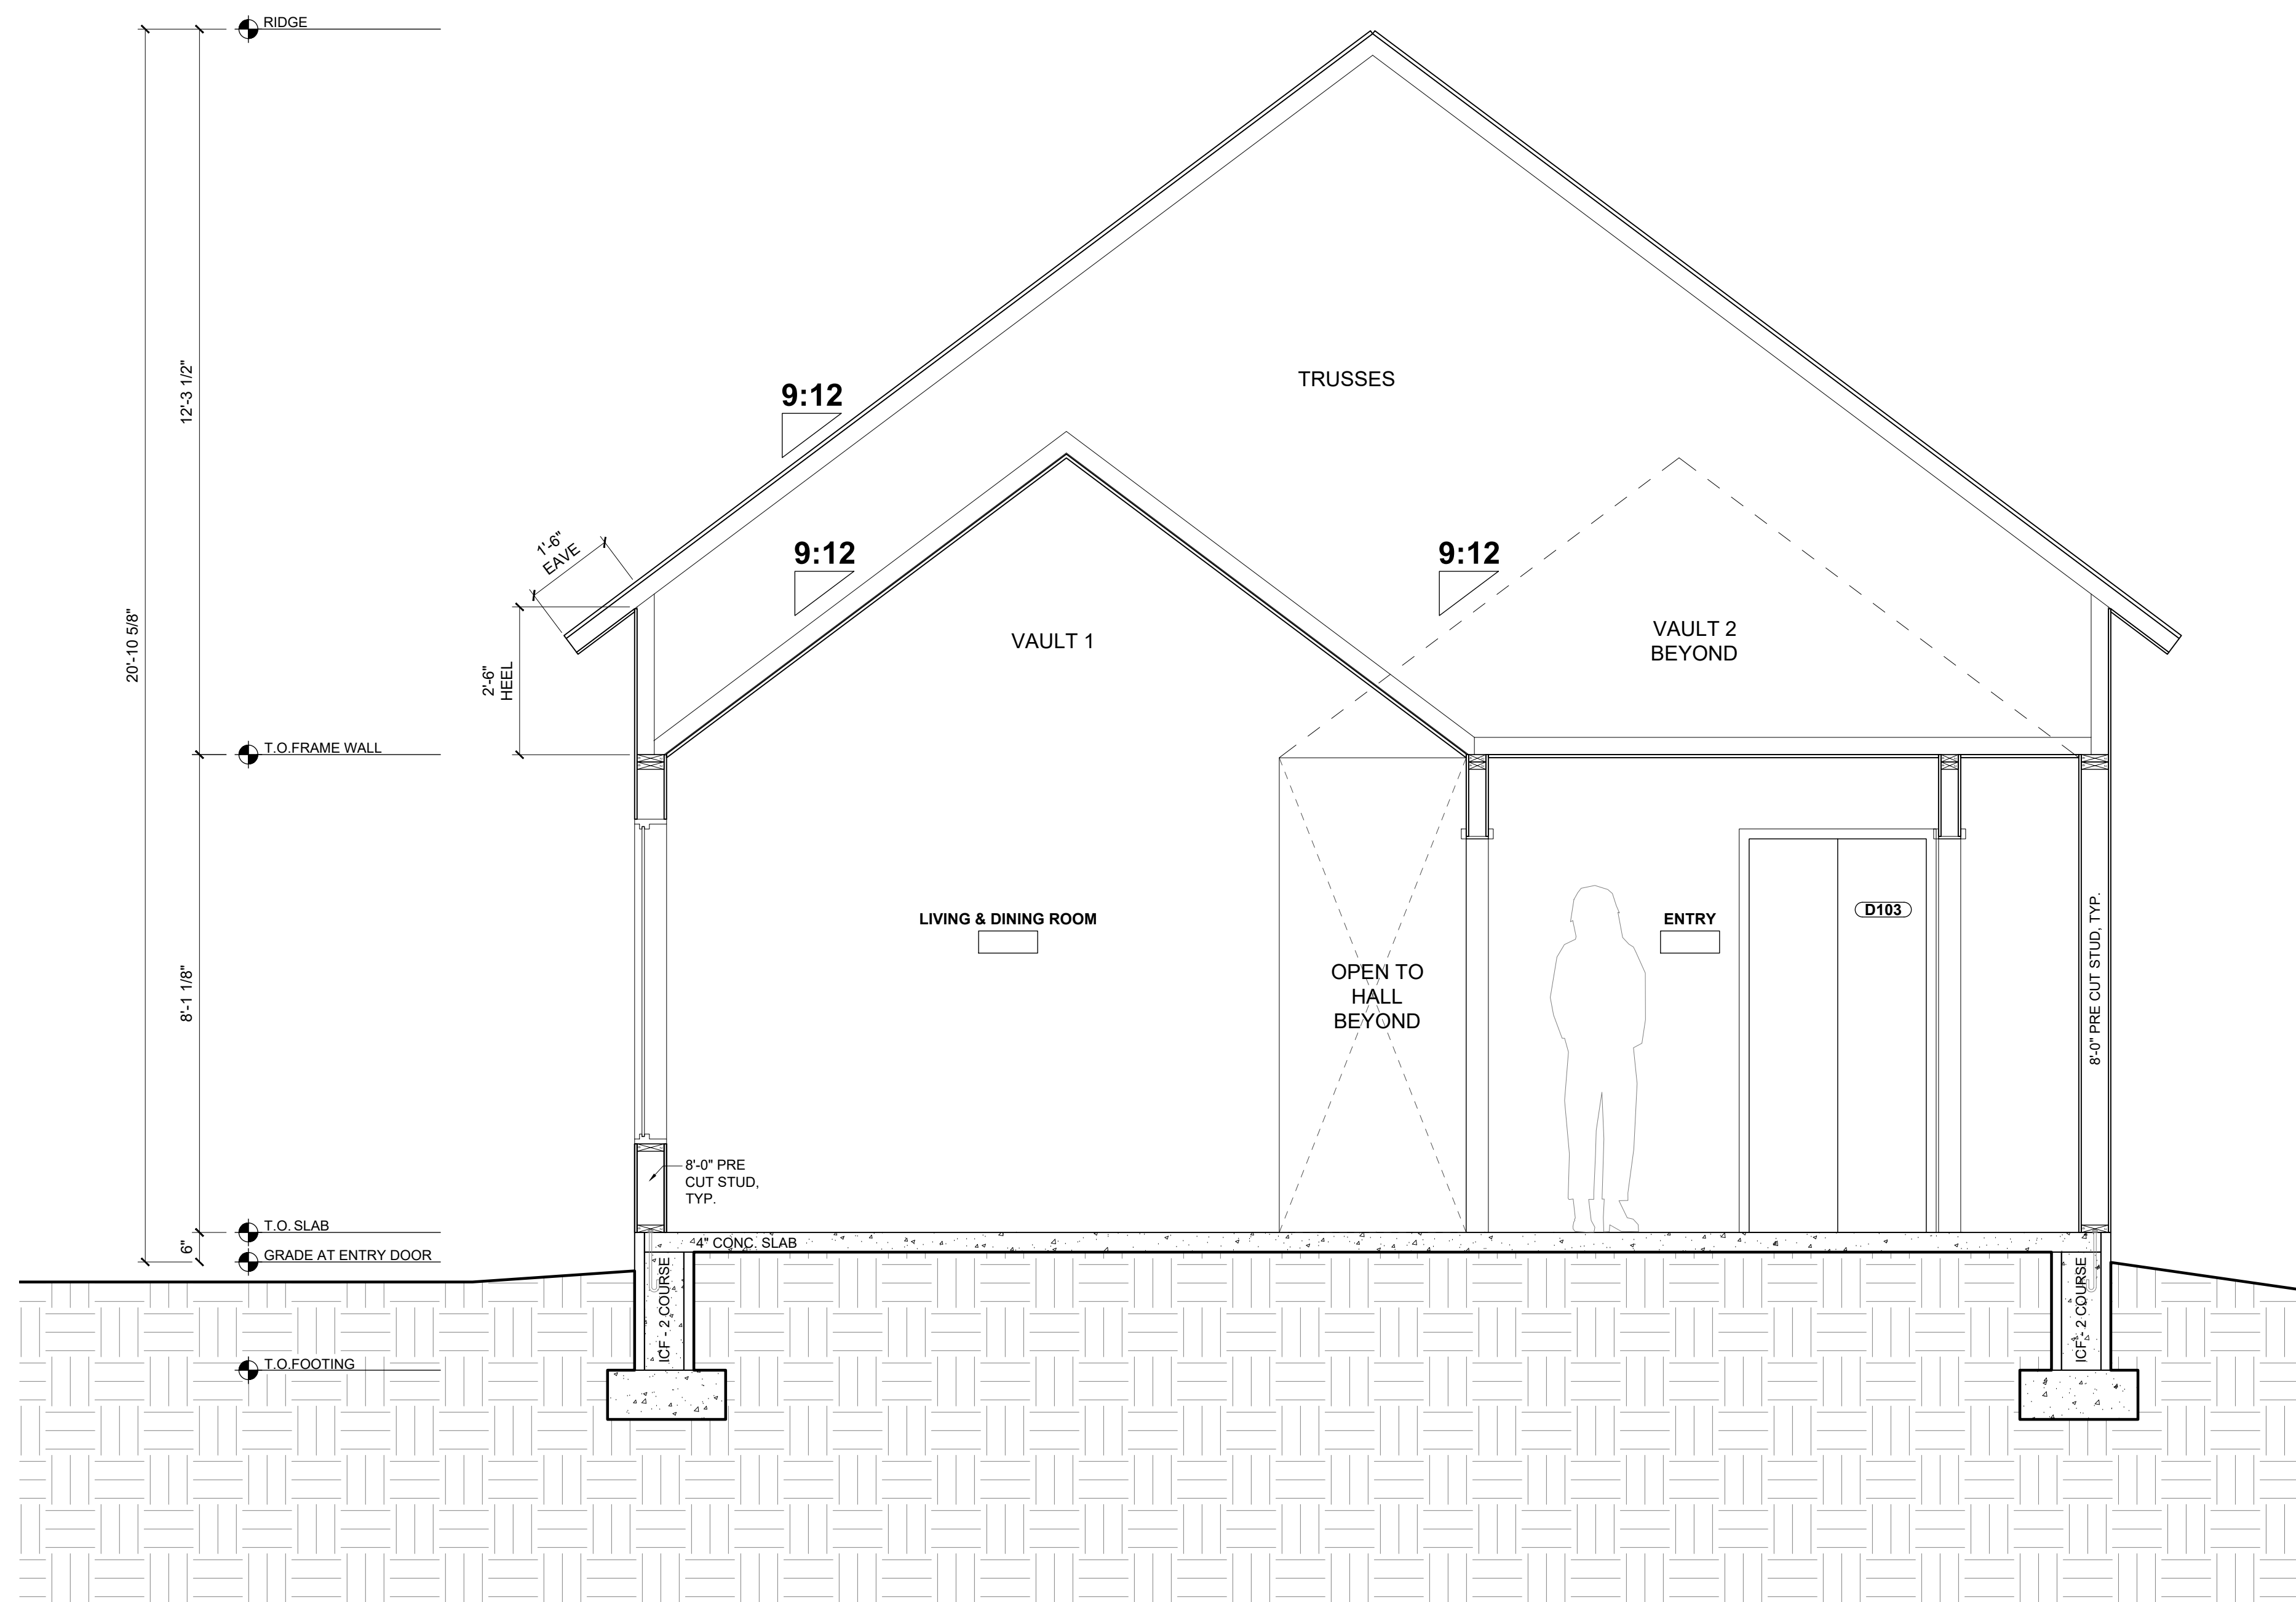 RIDGE
12'-3 1/2"
9:12
TRUSSES
1'-6"
EAVE
9:12
9:12
20'-10 5/8"
2'-6"
HEEL
VAULT 1
VAULT 2
BEYOND
T.O.FRAME WALL
8'-1 1/8"
LIVING & DINING ROOM
OPEN TO
HALL
BEYOND
ENTRY
D103
8'-0" PRE CUT STUD, TYP.
8'-0" PRE
CUT STUD,
TYP.
T.O. SLAB
6"
GRADE AT ENTRY DOOR
4" CONC. SLAB
ICF - 2 COURSE
ICF - 2 COURSE
T.O.FOOTING